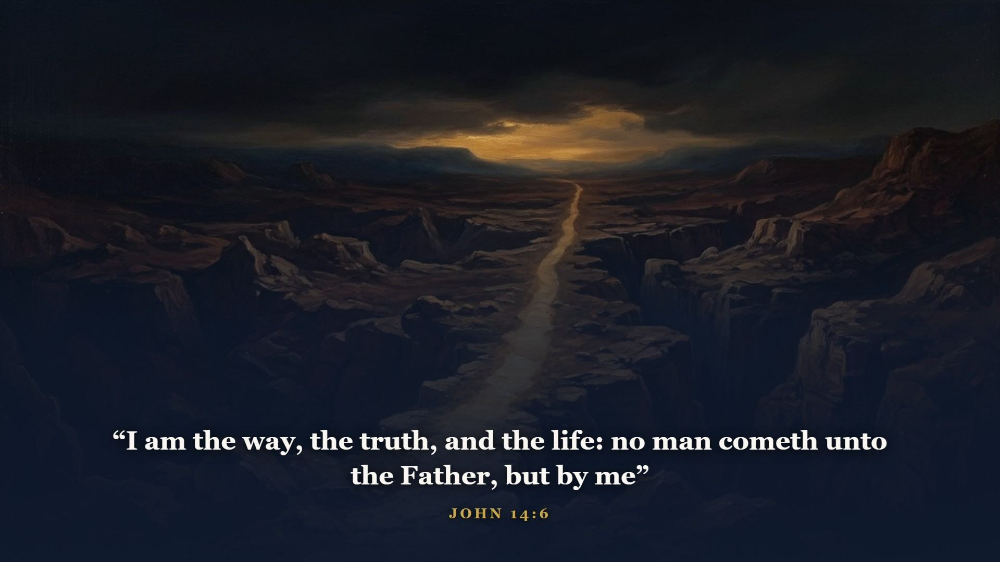 “I am the way, the truth, and the life: no man cometh unto
the Father, but by me”
JOHN 14:6